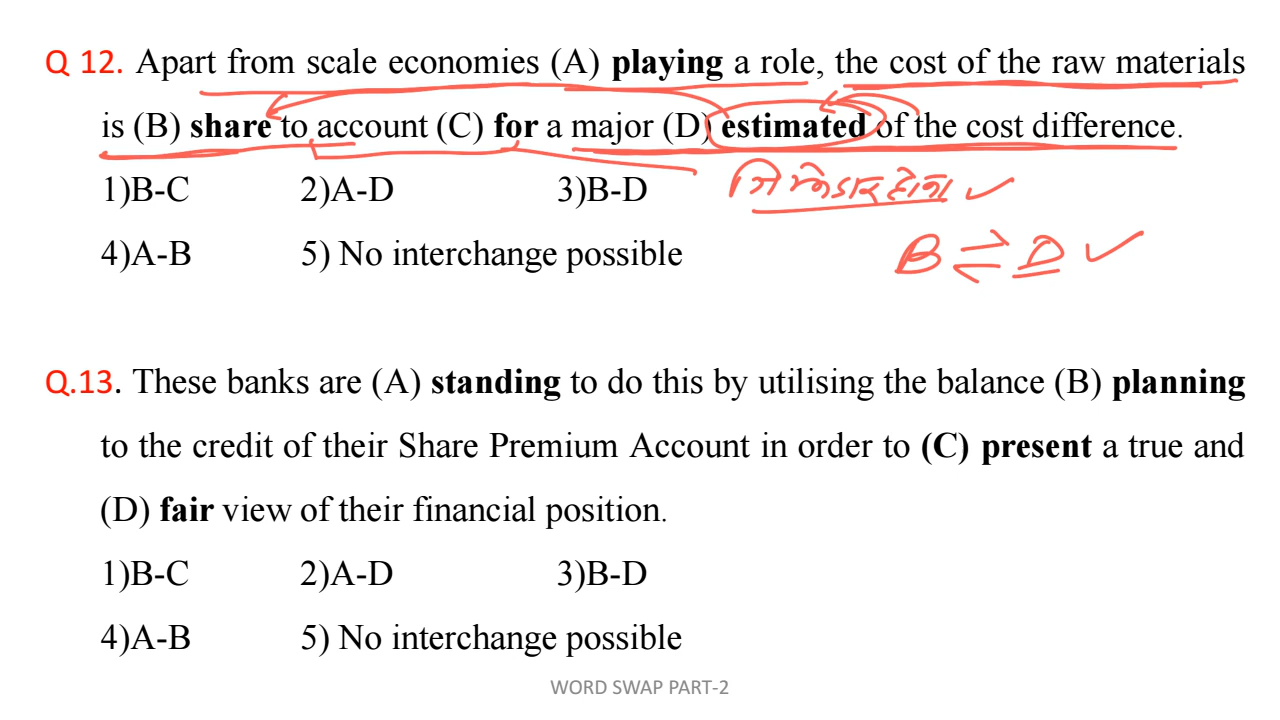 Q 12. Apart from scale economies (A) playing a role, the cost of the raw materials
is (B) share to account (C) for a major (D) estimated of the cost difference.
1)B-C 2)A-D 3)B-D
जिम्मेदार होना ✓
4)A-B 5) No interchange possible
B ⇌ D ✓
Q.13. These banks are (A) standing to do this by utilising the balance (B) planning
to the credit of their Share Premium Account in order to (C) present a true and
(D) fair view of their financial position.
1)B-C 2)A-D 3)B-D
4)A-B 5) No interchange possible
WORD SWAP PART-2